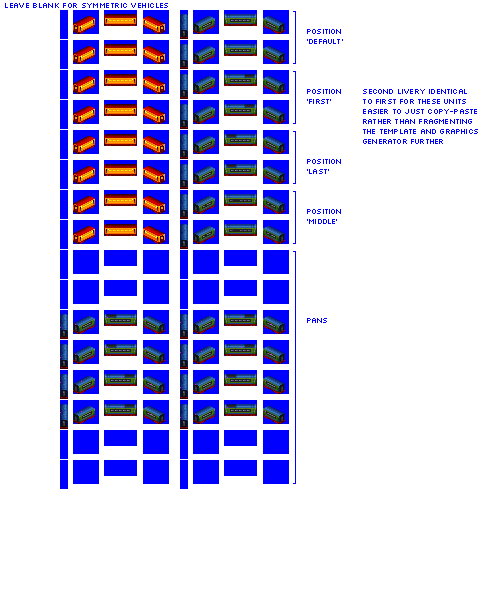 LEAVE BLANK FOR SYMMETRIC VEHICLES
POSITION
'DEFAULT'
POSITION
'FIRST'
SECOND LIVERY IDENTICAL
TO FIRST FOR THESE UNITS
EASIER TO JUST COPY-PASTE
RATHER THAN FRAGMENTING
THE TEMPLATE AND GRAPHICS
GENERATOR FURTHER
POSITION
'LAST'
POSITION
'MIDDLE'
PANS